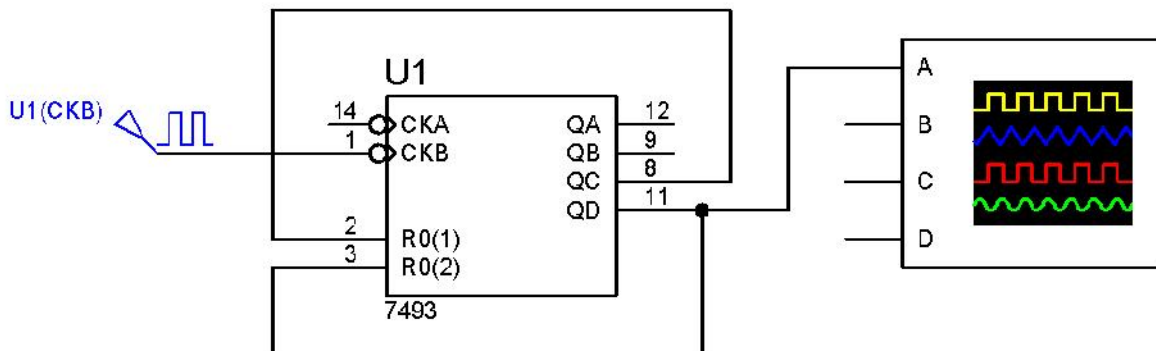 U1
U1(CKB)
14
1
CKA
CKB
QA
QB
QC
QD
12
9
8
11
2
3
R0(1)
R0(2)
7493
A
B
C
D